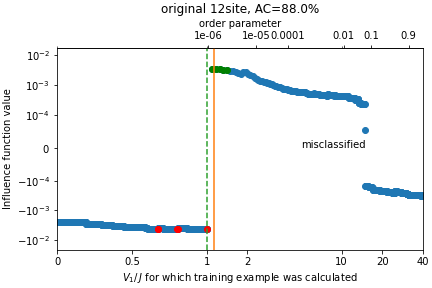 original 12site, AC=88.0%
order parameter
1e-06 1e-05 0.0001 0.01 0.1 0.9
10⁻²
10⁻³
10⁻⁴
0
−10⁻⁴
−10⁻³
−10⁻²
Influence function value
misclassified
0 0.5 1 2 10 20 40
V₁/J for which training example was calculated